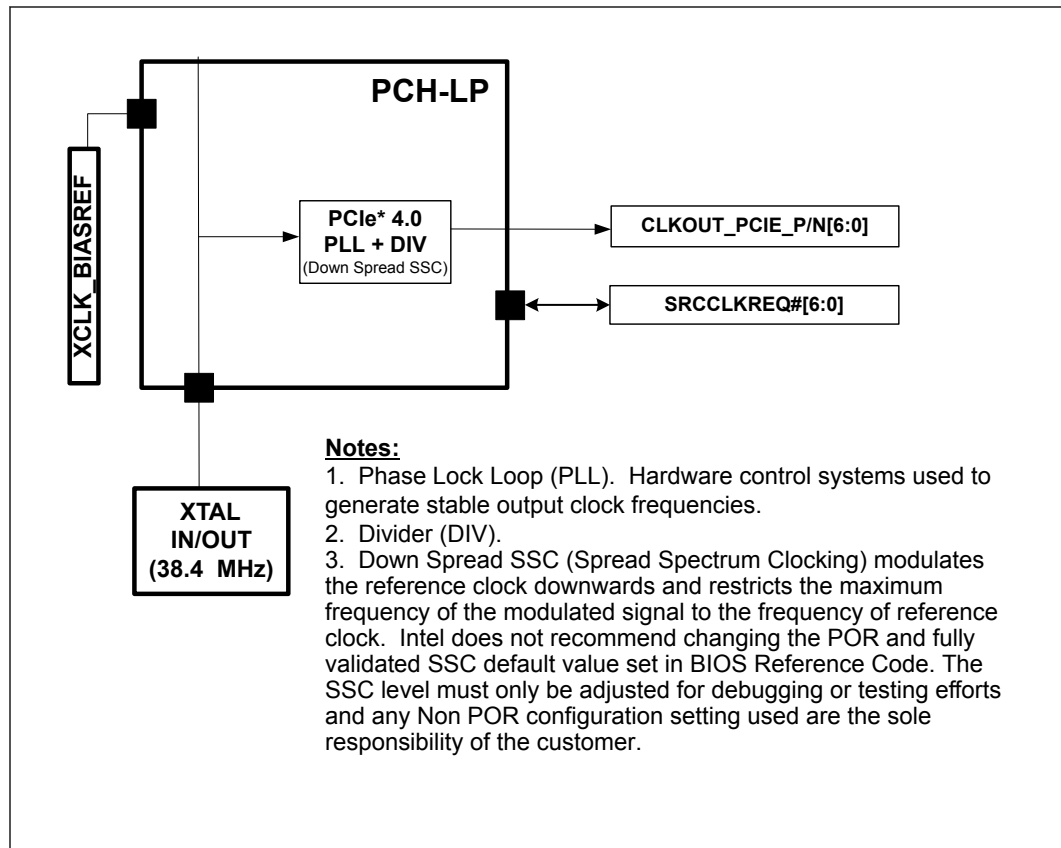 PCH-LP
XCLK_BIASREF
PCIe* 4.0
PLL + DIV
(Down Spread SSC)
CLKOUT_PCIE_P/N[6:0]
SRCCLKREQ#[6:0]
XTAL
IN/OUT
(38.4 MHz)
Notes:
1. Phase Lock Loop (PLL). Hardware control systems used to
generate stable output clock frequencies.
2. Divider (DIV).
3. Down Spread SSC (Spread Spectrum Clocking) modulates
the reference clock downwards and restricts the maximum
frequency of the modulated signal to the frequency of reference
clock. Intel does not recommend changing the POR and fully
validated SSC default value set in BIOS Reference Code. The
SSC level must only be adjusted for debugging or testing efforts
and any Non POR configuration setting used are the sole
responsibility of the customer.